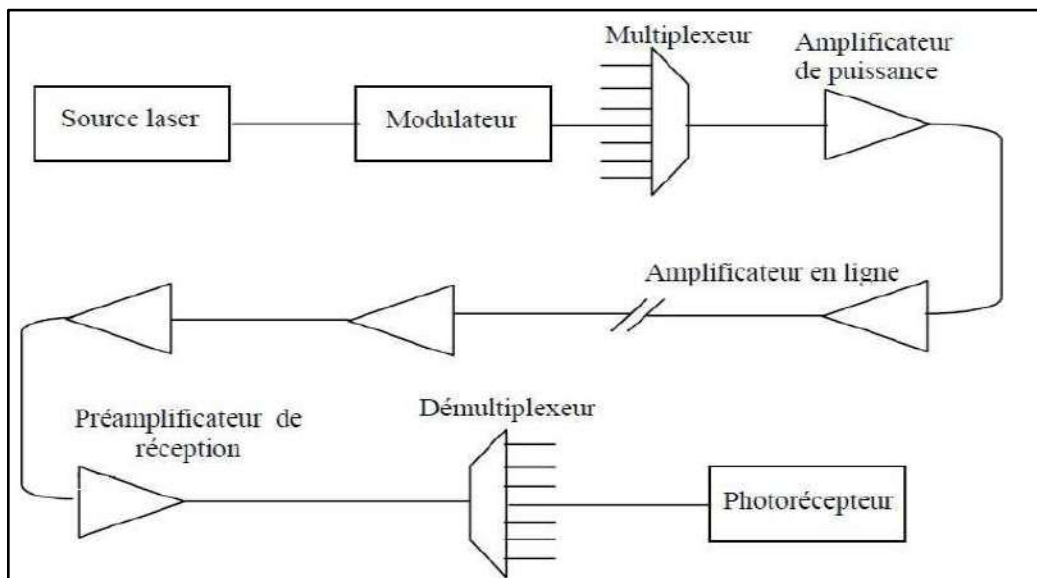 Multiplexeur
Amplificateur
de puissance
Source laser
Modulateur
Amplificateur en ligne
Préamplificateur de
réception
Démultiplexeur
Photorécepteur